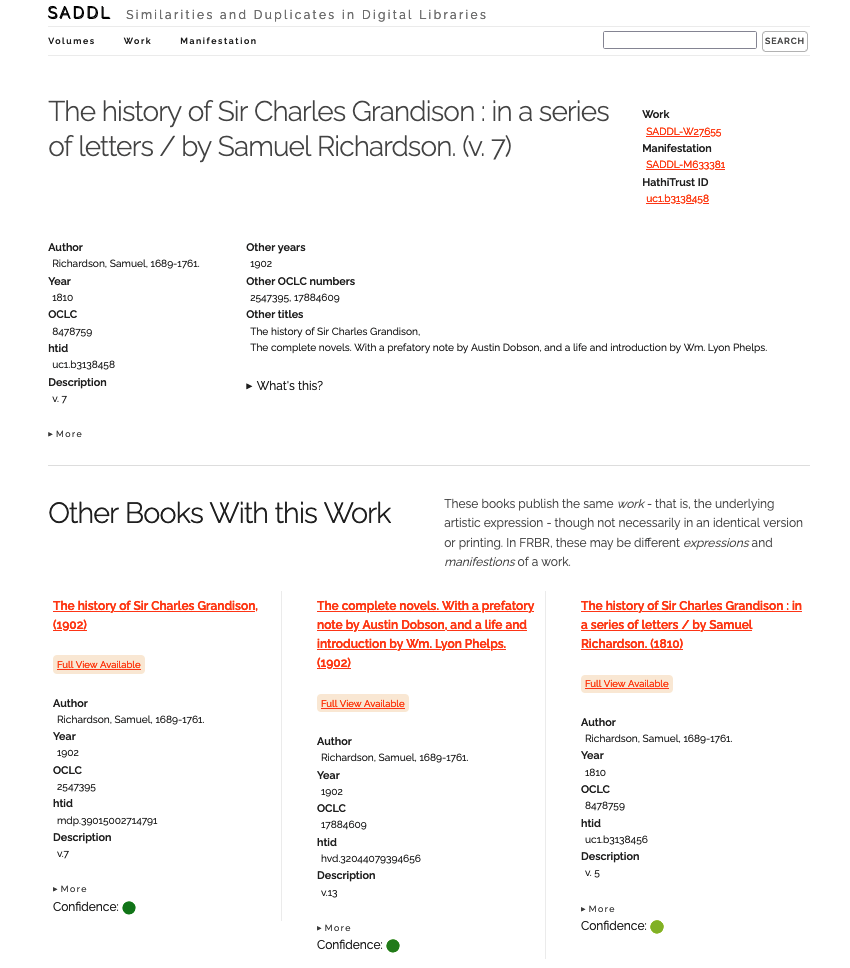 SADDL Similarities and Duplicates in Digital Libraries
Volumes Work Manifestation SEARCH
The history of Sir Charles Grandison : in a series
of letters / by Samuel Richardson. (v. 7)
Work
SADDL-W27655
Manifestation
SADDL-M633381
HathiTrust ID
uc1.b3138458
Author
Richardson, Samuel, 1689-1761.
Year
1810
OCLC
8478759
htid
uc1.b3138458
Description
v. 7
▸ More
Other years
1902
Other OCLC numbers
2547395, 17884609
Other titles
The history of Sir Charles Grandison,
The complete novels. With a prefatory note by Austin Dobson, and a life and introduction by Wm. Lyon Phelps.
▸ What's this?
Other Books With this Work
These books publish the same work - that is, the underlying
artistic expression - though not necessarily in an identical version
or printing. In FRBR, these may be different expressions and
manifestions of a work.
The history of Sir Charles Grandison,
(1902)
Full View Available
Author
Richardson, Samuel, 1689-1761.
Year
1902
OCLC
2547395
htid
mdp.39015002714791
Description
v.7
▸ More
Confidence:
The complete novels. With a prefatory
note by Austin Dobson, and a life and
introduction by Wm. Lyon Phelps.
(1902)
Full View Available
Author
Richardson, Samuel, 1689-1761.
Year
1902
OCLC
17884609
htid
hvd.32044079394656
Description
v.13
▸ More
Confidence:
The history of Sir Charles Grandison : in
a series of letters / by Samuel
Richardson. (1810)
Full View Available
Author
Richardson, Samuel, 1689-1761.
Year
1810
OCLC
8478759
htid
uc1.b3138456
Description
v. 5
▸ More
Confidence: